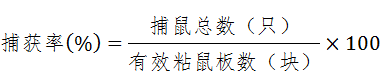 捕获率(%) = 捕鼠总数（只） / 有效粘鼠板数（块） × 100